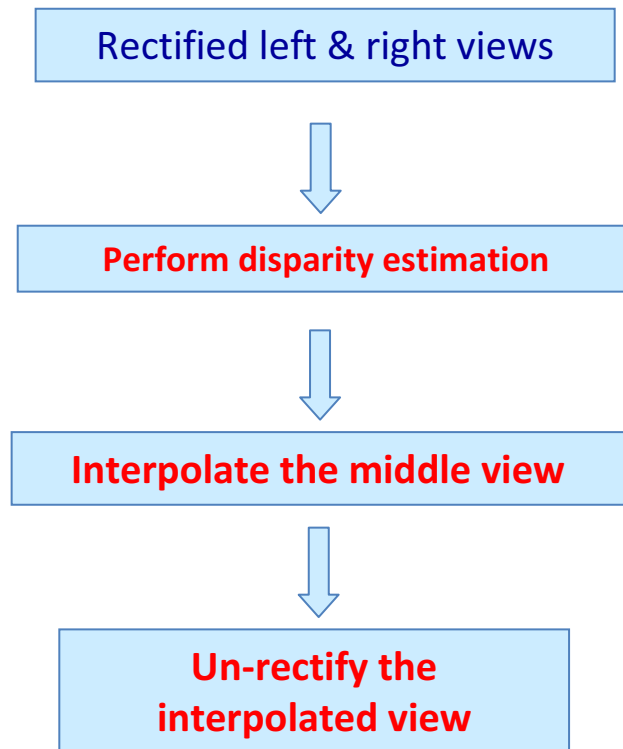 Rectified left & right views
Perform disparity estimation
Interpolate the middle view
Un-rectify the
interpolated view